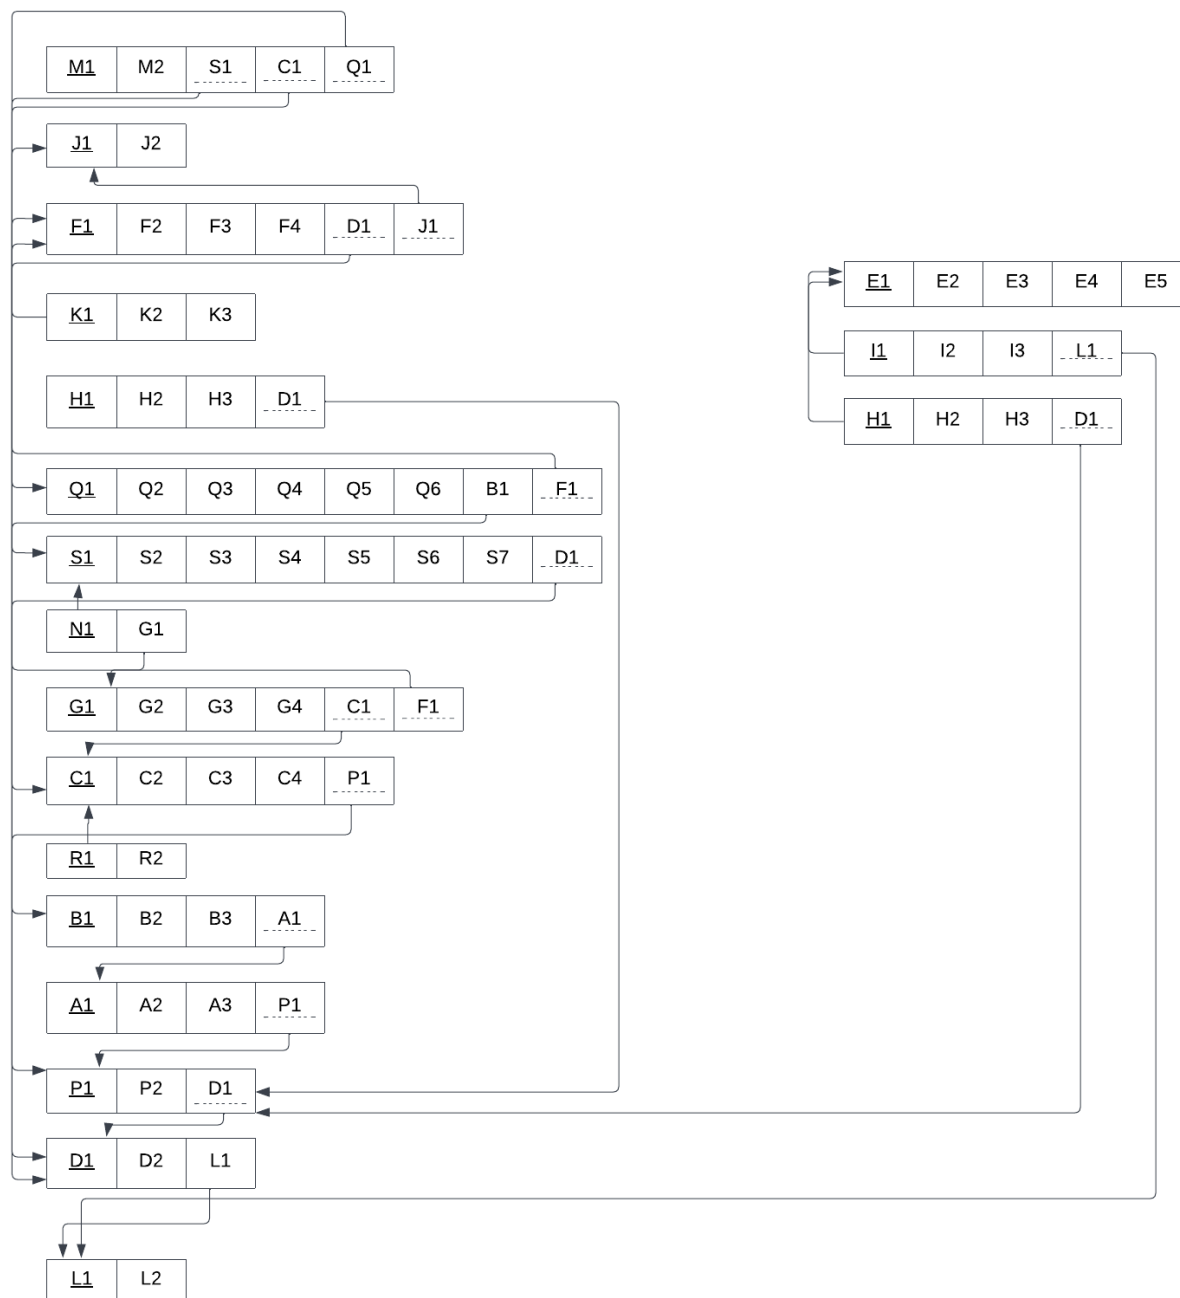 M1 M2 S1 C1 Q1
J1 J2
F1 F2 F3 F4 D1 J1
K1 K2 K3
H1 H2 H3 D1
Q1 Q2 Q3 Q4 Q5 Q6 B1 F1
S1 S2 S3 S4 S5 S6 S7 D1
N1 G1
G1 G2 G3 G4 C1 F1
C1 C2 C3 C4 P1
R1 R2
B1 B2 B3 A1
A1 A2 A3 P1
P1 P2 D1
D1 D2 L1
L1 L2
E1 E2 E3 E4 E5
I1 I2 I3 L1
H1 H2 H3 D1